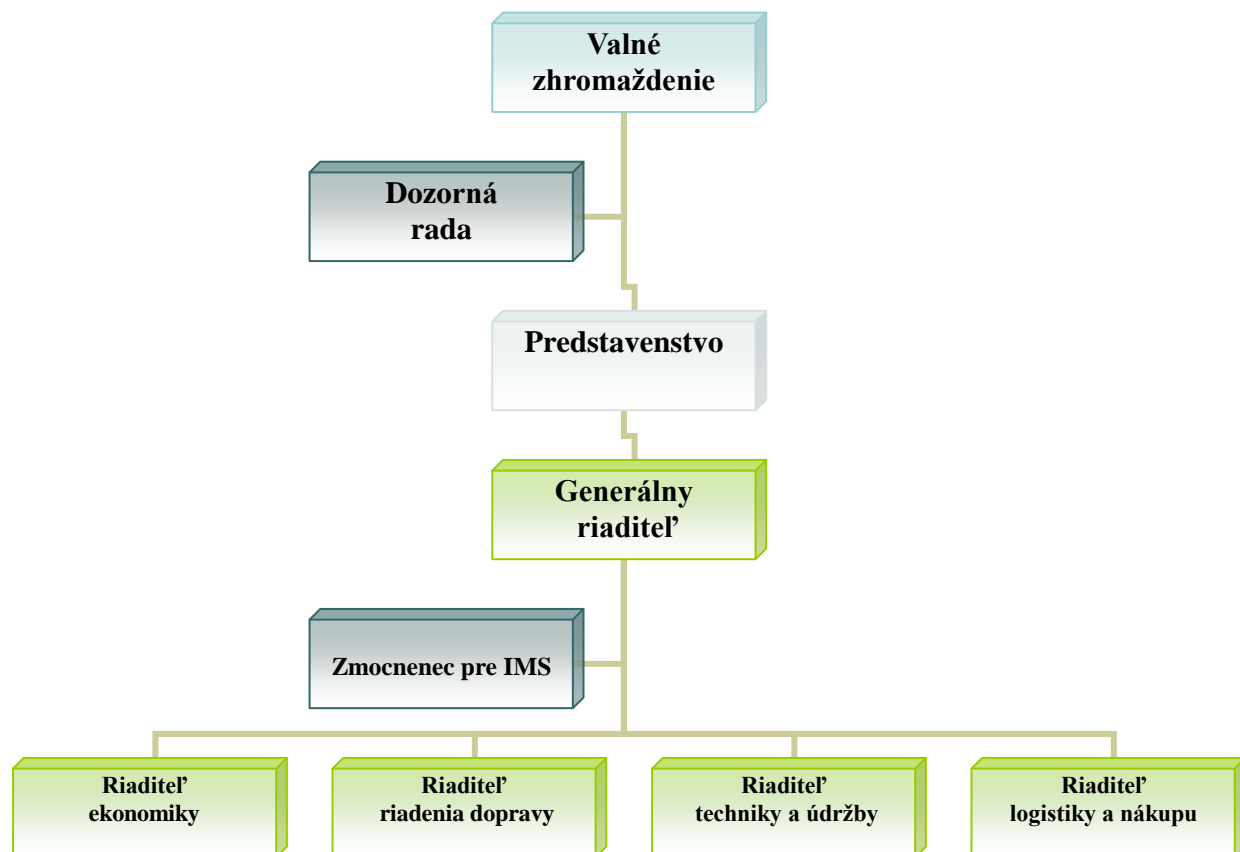 Valné
zhromaždenie
Dozorná
rada
Predstavenstvo
Generálny
riaditeľ
Zmocnenec pre IMS
Riaditeľ
ekonomiky
Riaditeľ
riadenia dopravy
Riaditeľ
techniky a údržby
Riaditeľ
logistiky a nákupu